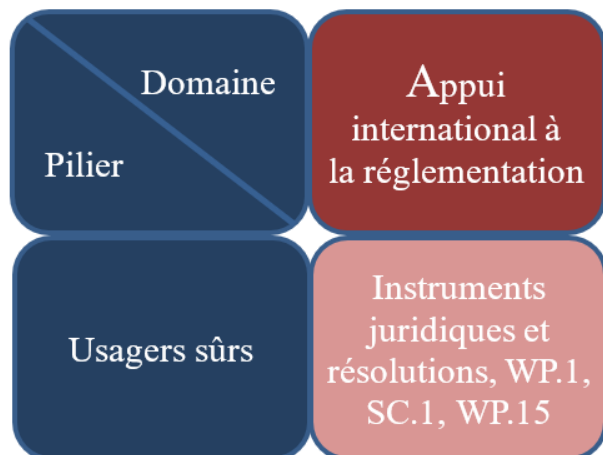 Domaine
Pilier
Appui
international à
la réglementation
Usagers sûrs
Instruments
juridiques et
résolutions, WP.1,
SC.1, WP.15